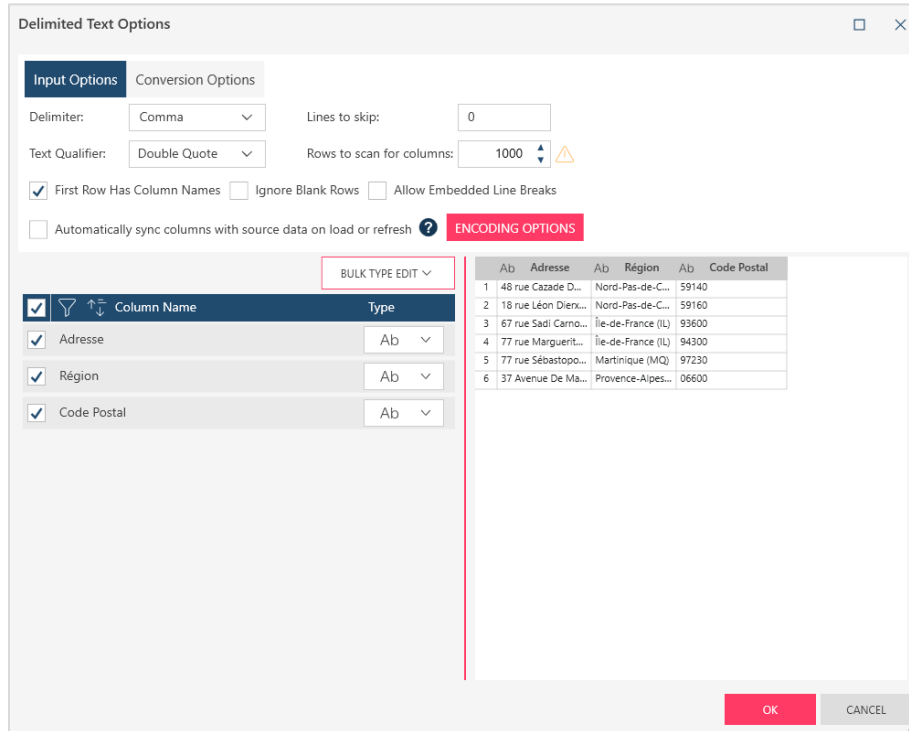 Delimited Text Options
Input Options Conversion Options
Delimiter: Comma Lines to skip: 0
Text Qualifier: Double Quote Rows to scan for columns: 1000
First Row Has Column Names Ignore Blank Rows Allow Embedded Line Breaks
Automatically sync columns with source data on load or refresh ? ENCODING OPTIONS
BULK TYPE EDIT
Column Name Type
Adresse Ab
Région Ab
Code Postal Ab
Ab Adresse Ab Région Ab Code Postal
1 48 rue Cazade D... Nord-Pas-de-C... 59140
2 18 rue Léon Dierx... Nord-Pas-de-C... 59160
3 67 rue Sadi Carno... Île-de-France (IL) 93600
4 77 rue Marguerit... Île-de-France (IL) 94300
5 77 rue Sébastopo... Martinique (MQ) 97230
6 37 Avenue De Ma... Provence-Alpes... 06600
OK CANCEL